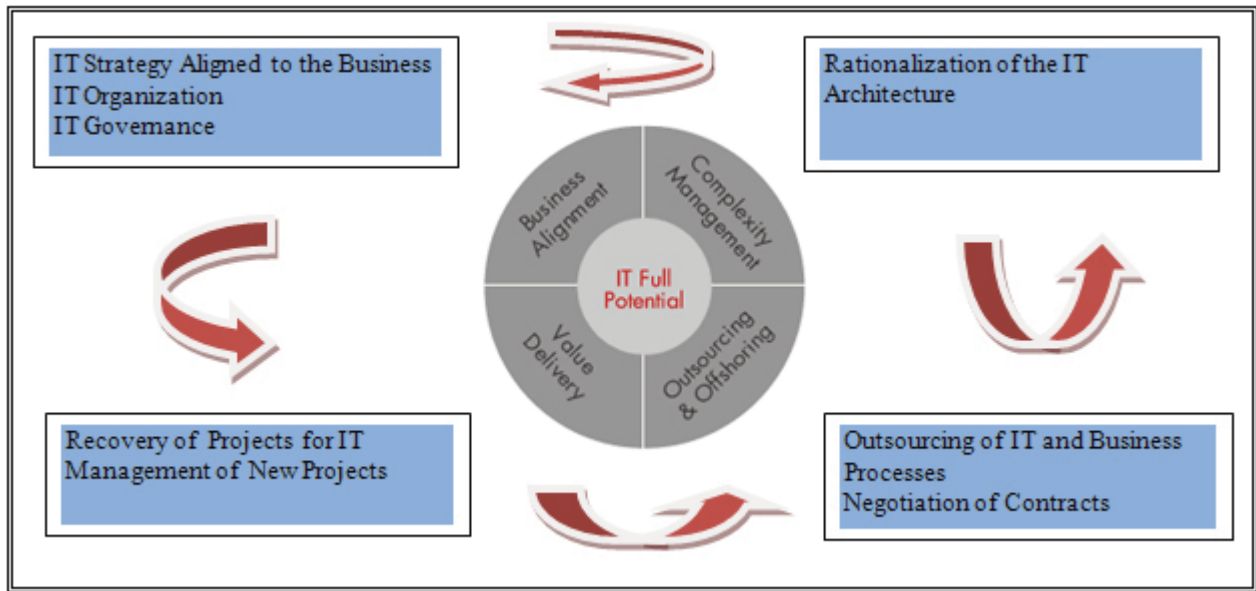 IT Strategy Aligned to the Business
IT Organization
IT Governance
Rationalization of the IT
Architecture
Business
Alignment
Complexity
Management
IT Full
Potential
Value
Delivery
Outsourcing
& Offshoring
Recovery of Projects for IT
Management of New Projects
Outsourcing of IT and Business
Processes
Negotiation of Contracts